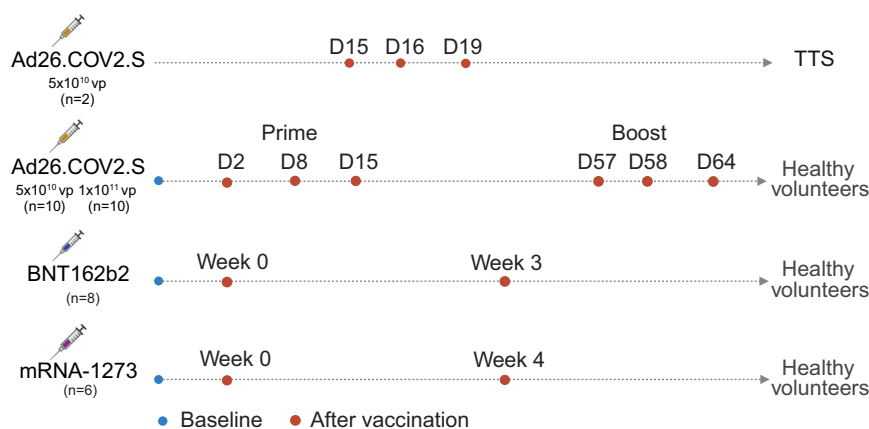 D15 D16 D19
Ad26.COV2.S
TTS
5x10¹⁰ vp
(n=2)
Prime Boost
D2 D8 D15 D57 D58 D64
Ad26.COV2.S
Healthy
volunteers
5x10¹⁰ vp 1x10¹¹ vp
(n=10) (n=10)
Week 0 Week 3
BNT162b2
Healthy
volunteers
(n=8)
Week 0 Week 4
mRNA-1273
Healthy
volunteers
(n=6)
Baseline After vaccination